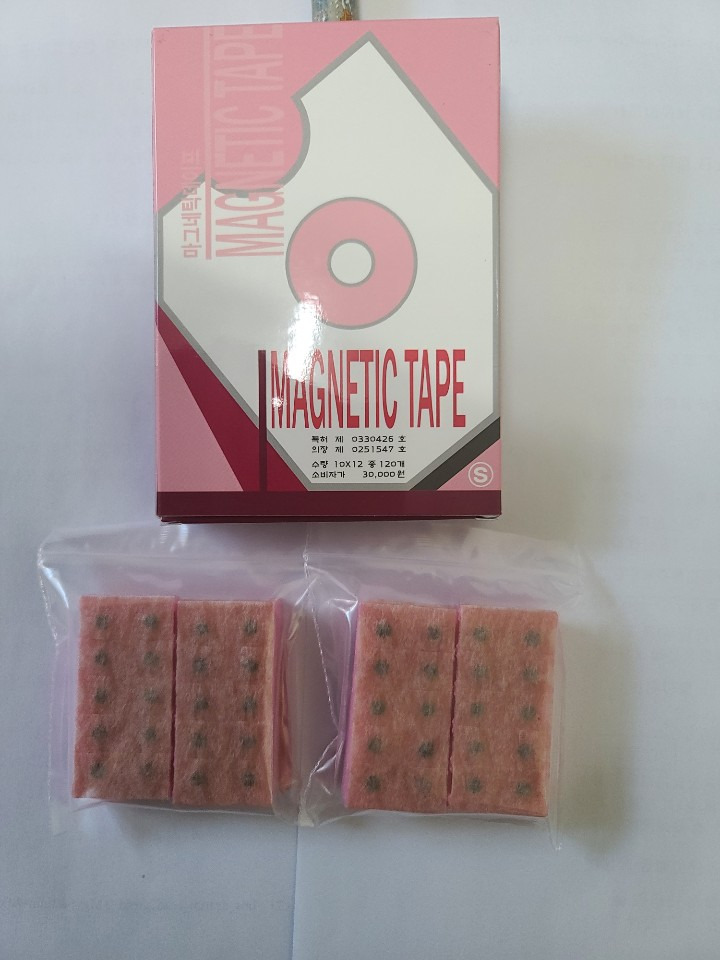 마그네틱테이프
MAGNETIC TAPE
MAGNETIC TAPE
특허 제 0330426 호
의장 제 0251547 호
수량 10X12 총 120개
소비자가 30,000원
S